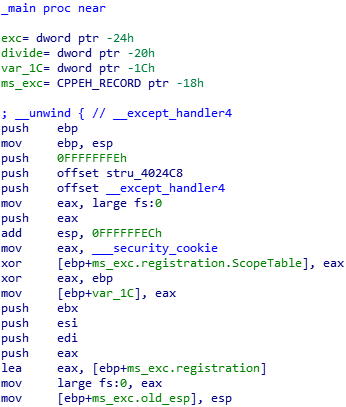 _main proc near
exc= dword ptr -24h
divide= dword ptr -20h
var_1C= dword ptr -1Ch
ms_exc= CPPEH_RECORD ptr -18h
; __unwind { // __except_handler4
push ebp
mov ebp, esp
push 0FFFFFFFEh
push offset stru_4024C8
push offset __except_handler4
mov eax, large fs:0
push eax
add esp, 0FFFFFFECh
mov eax, ___security_cookie
xor [ebp+ms_exc.registration.ScopeTable], eax
xor eax, ebp
mov [ebp+var_1C], eax
push ebx
push esi
push edi
push eax
lea eax, [ebp+ms_exc.registration]
mov large fs:0, eax
mov [ebp+ms_exc.old_esp], esp